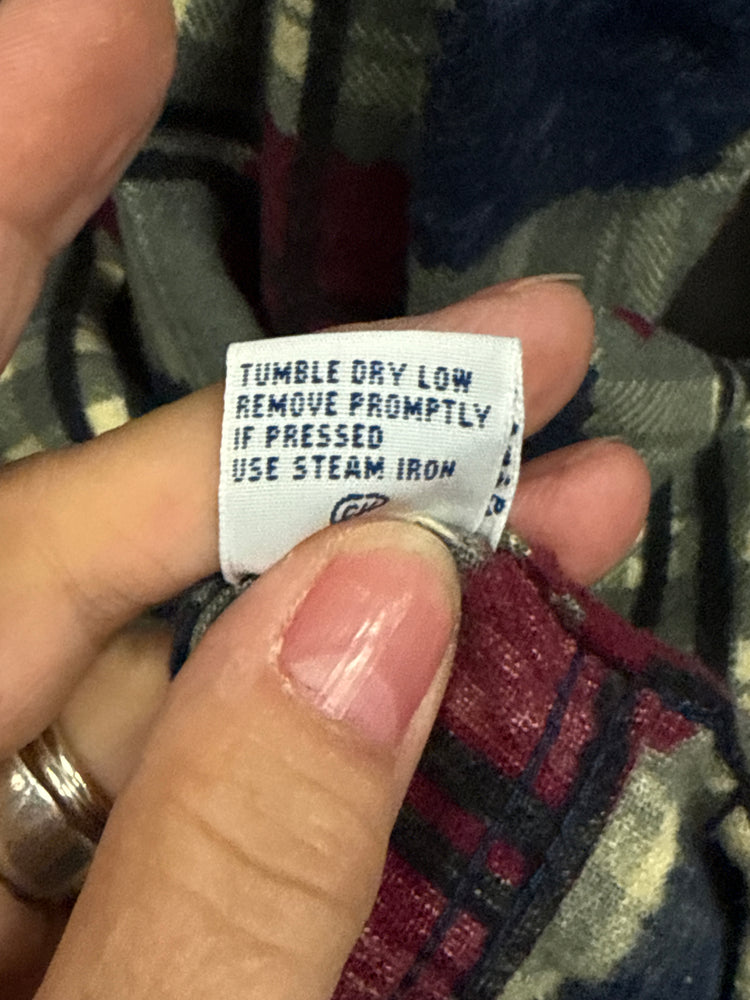 TUMBLE DRY LOW
REMOVE PROMPTLY
IF PRESSED
USE STEAM IRON